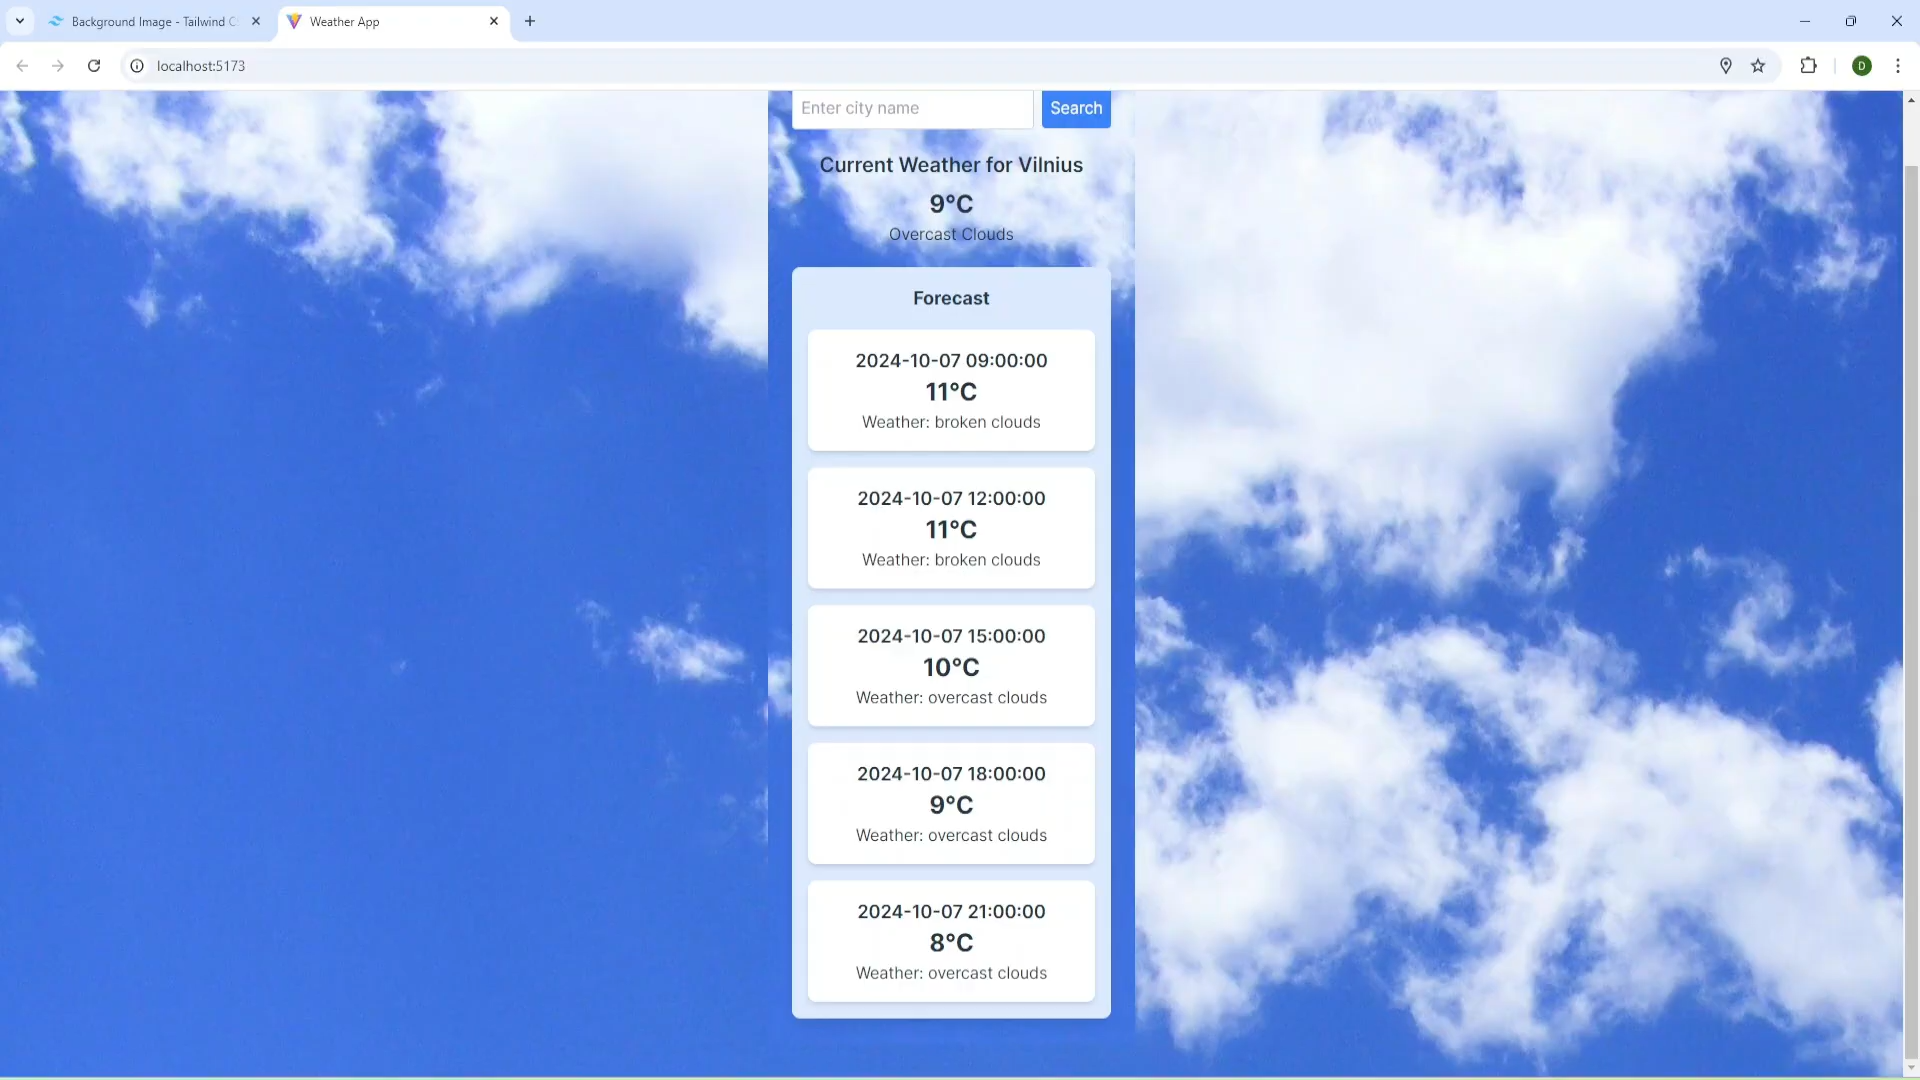 Background Image - Tailwind C
Weather App
localhost:5173
D
Enter city name
Search
Current Weather for Vilnius
9°C
Overcast Clouds
Forecast
2024-10-07 09:00:00
11°C
Weather: broken clouds
2024-10-07 12:00:00
11°C
Weather: broken clouds
2024-10-07 15:00:00
10°C
Weather: overcast clouds
2024-10-07 18:00:00
9°C
Weather: overcast clouds
2024-10-07 21:00:00
8°C
Weather: overcast clouds